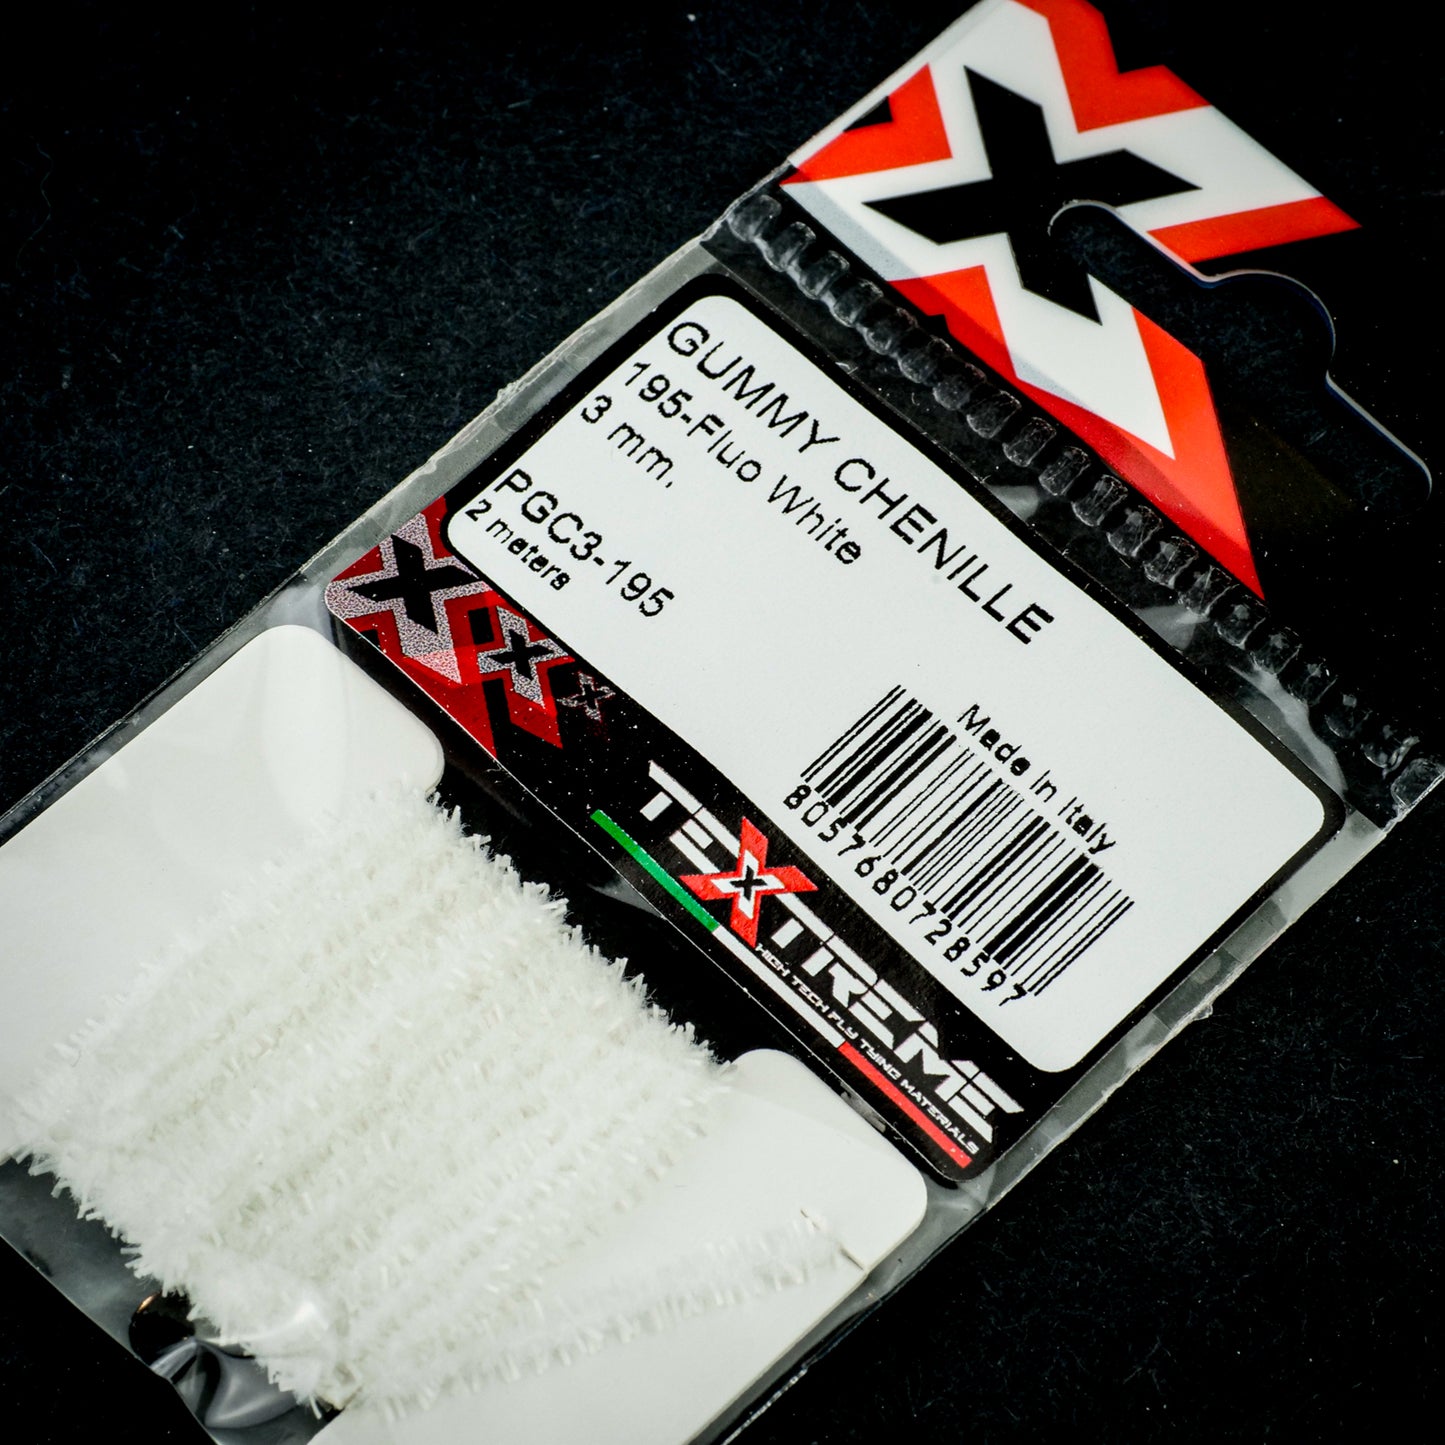 GUMMY CHENILLE
195-Fluo White
3 mm.
PGC3-195
2 meters
Made in Italy
8057680728597
TEXTREME
HIGH TECH FLY TYING MATERIALS